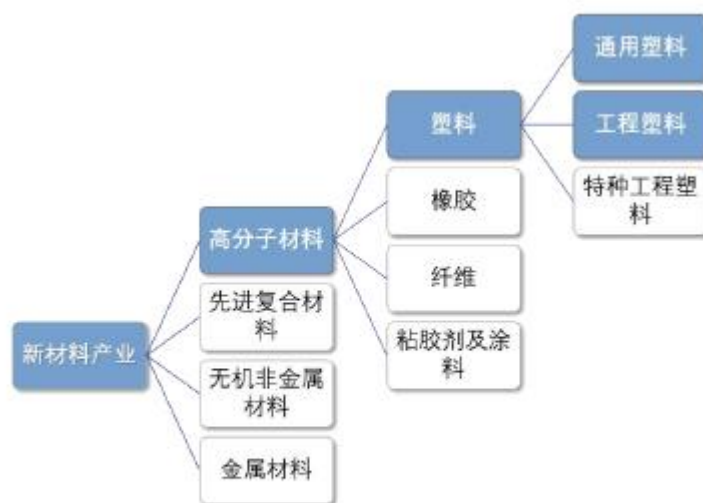 通用塑料
塑料
工程塑料
橡胶
特种工程塑
料
高分子材料
纤维
先进复合材
料
粘胶剂及涂
料
新材料产业
无机非金属
材料
金属材料